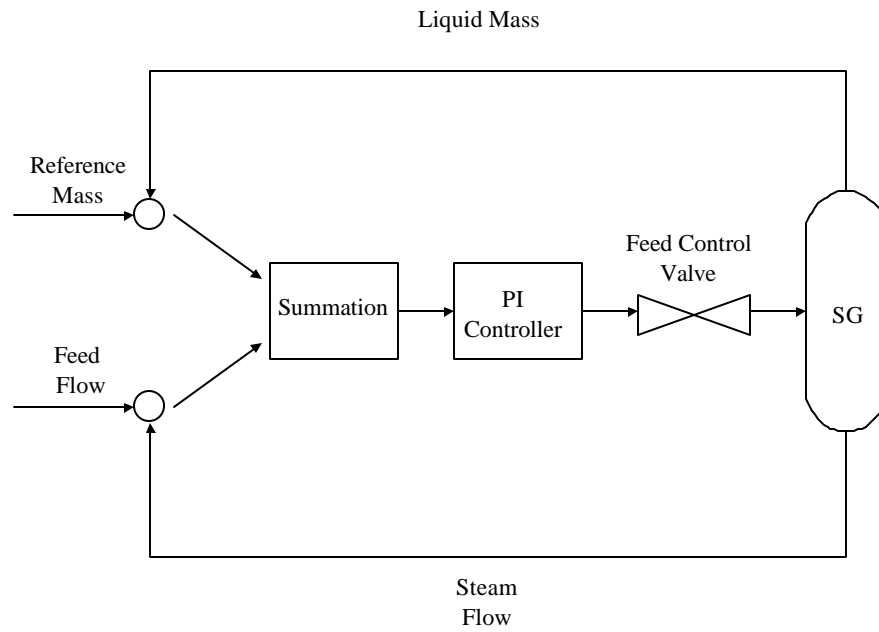 Liquid Mass
Reference
Mass
Feed Control
Valve
Summation
PI
Controller
SG
Feed
Flow
Steam
Flow